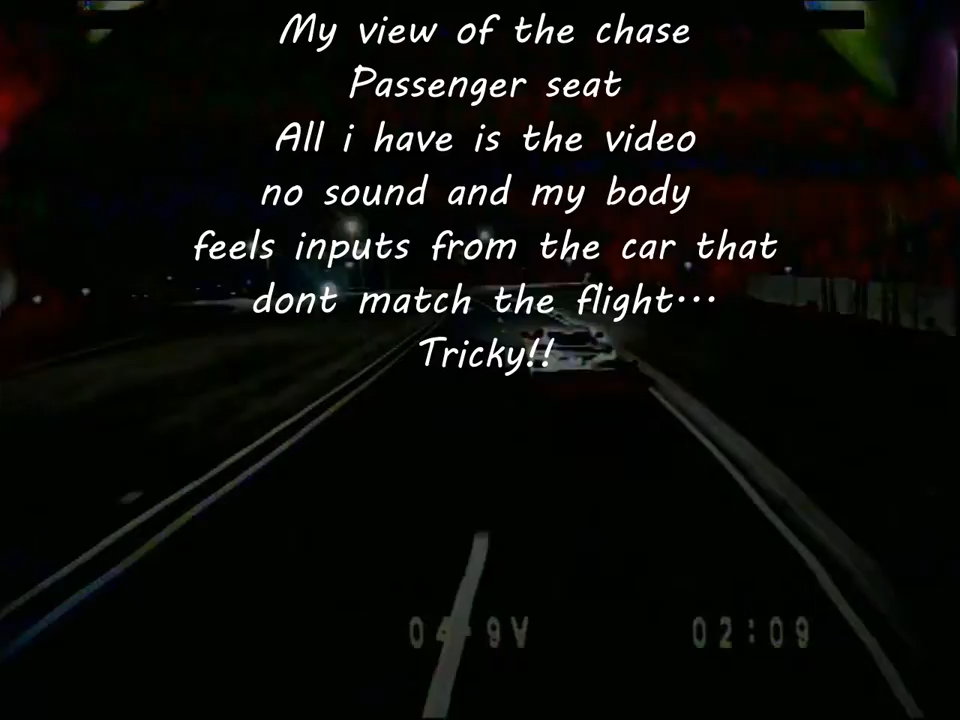 My view of the chase
Passenger seat
All i have is the video
no sound and my body
feels inputs from the car that
dont match the flight...
Tricky!!
02:09